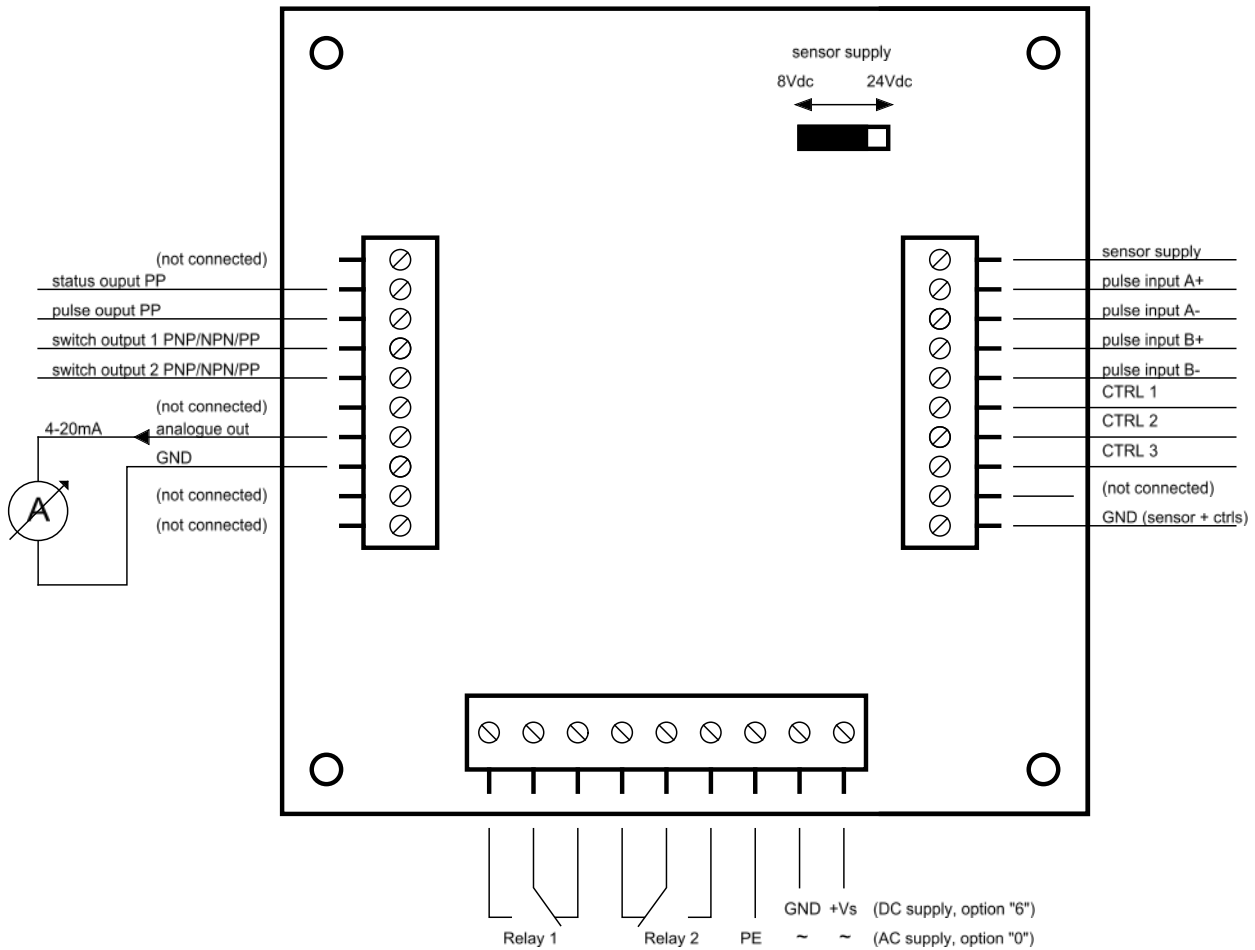 sensor supply
8Vdc 24Vdc
(not connected)
status ouput PP
pulse ouput PP
switch output 1 PNP/NPN/PP
switch output 2 PNP/NPN/PP
(not connected)
4-20mA analogue out
GND
A
(not connected)
(not connected)
sensor supply
pulse input A+
pulse input A-
pulse input B+
pulse input B-
CTRL 1
CTRL 2
CTRL 3
(not connected)
GND (sensor + ctrls)
GND +Vs (DC supply, option "6")
Relay 1 Relay 2 PE ~ ~ (AC supply, option "0")